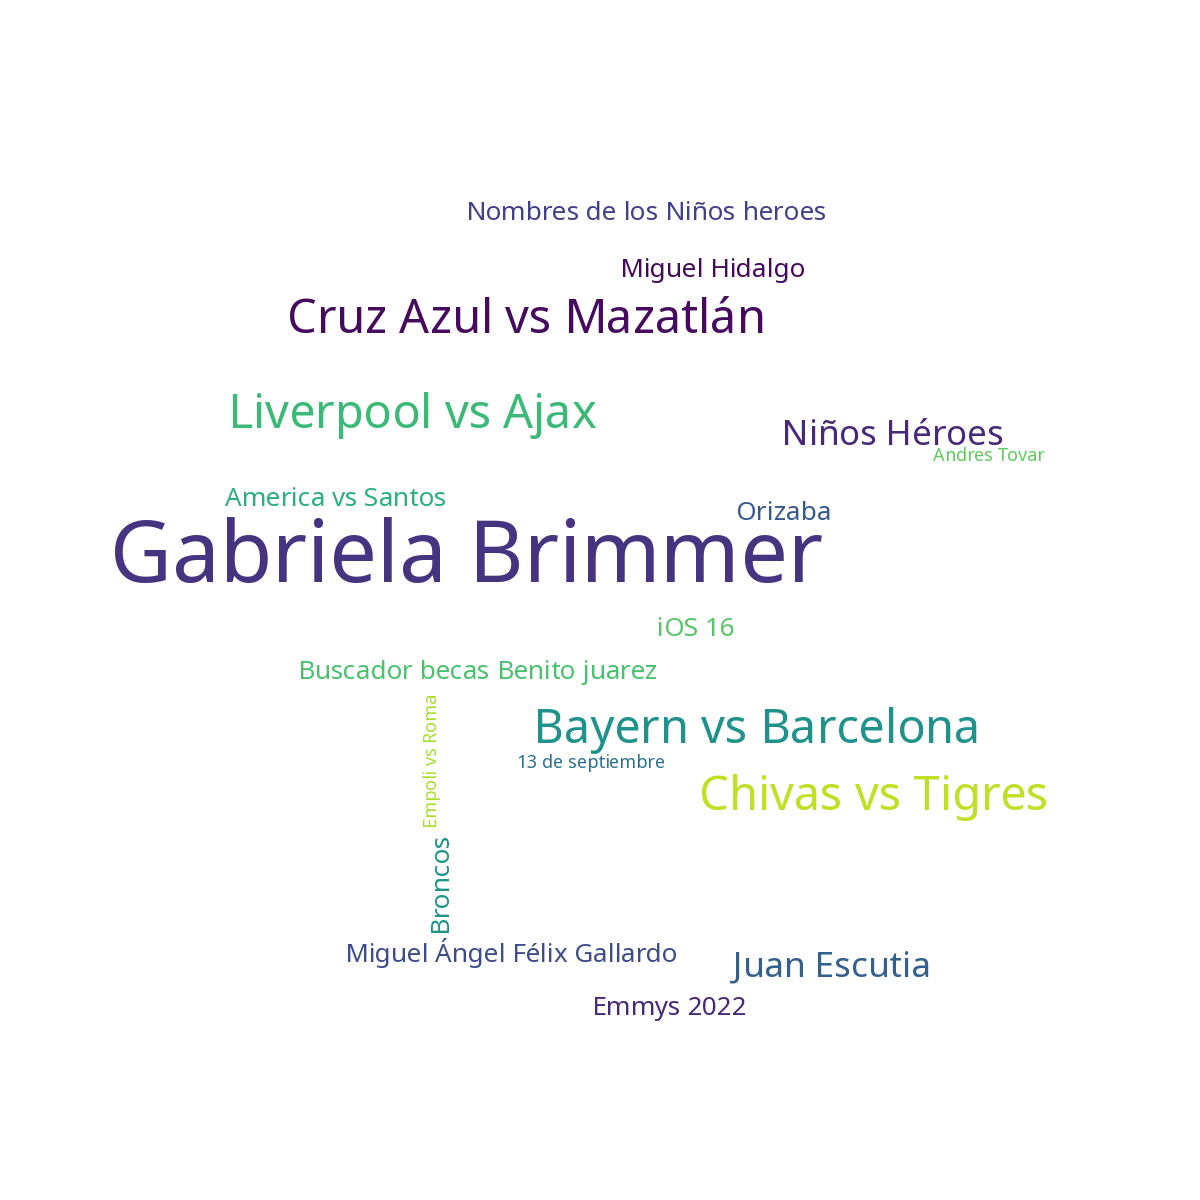 Nombres de los Niños heroes
Miguel Hidalgo
Cruz Azul vs Mazatlán
Liverpool vs Ajax
Niños Héroes
Andres Tovar
America vs Santos
Orizaba
Gabriela Brimmer
iOS 16
Buscador becas Benito juarez
Empoli vs Roma
Bayern vs Barcelona
13 de septiembre
Chivas vs Tigres
Broncos
Miguel Ángel Félix Gallardo
Juan Escutia
Emmys 2022